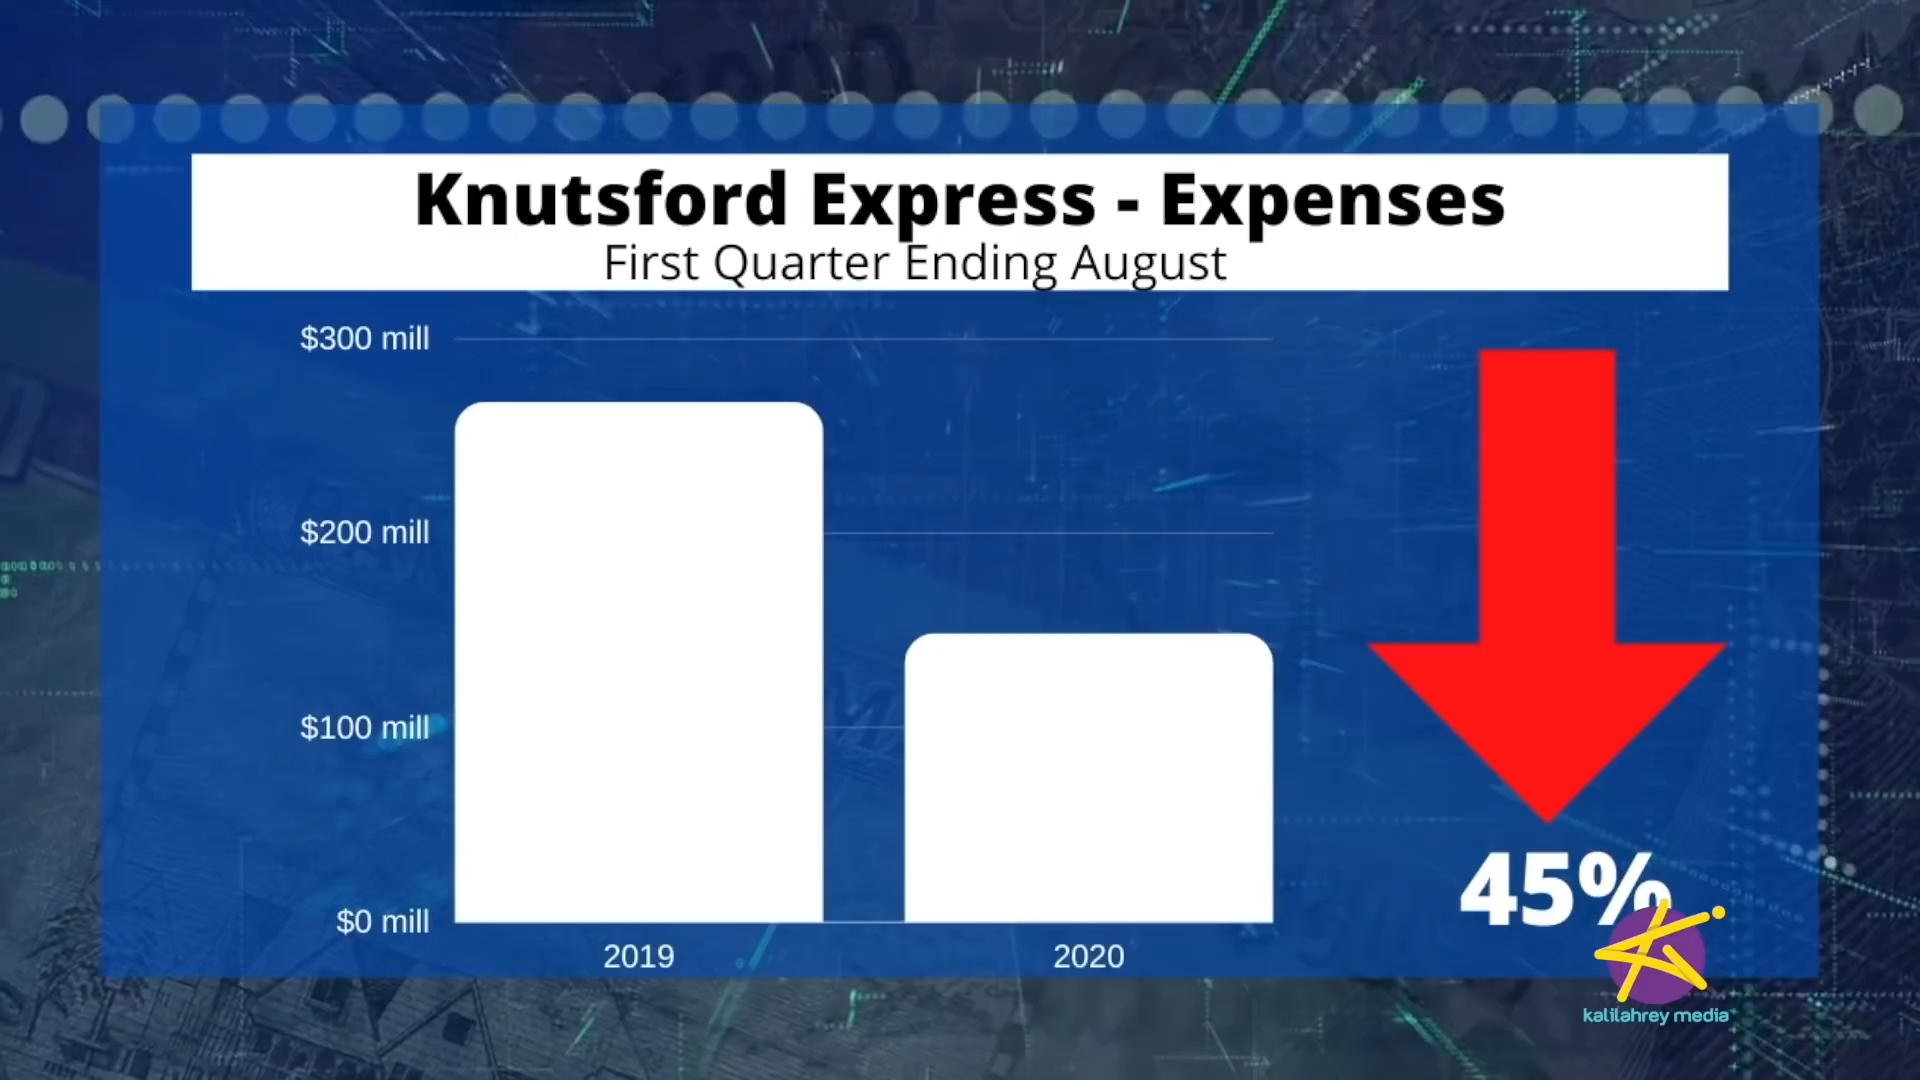 Knutsford Express - Expenses
First Quarter Ending August
$300 mill
$200 mill
$100 mill
$0 mill
2019
2020
45%
kalilahrey media